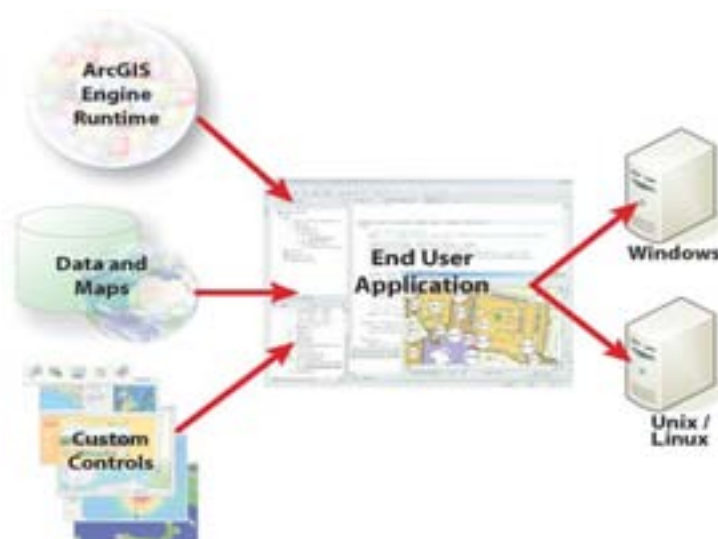 ArcGIS
Engine
Runtime
Data and
Maps
Custom
Controls
End User
Application
Windows
Unix /
Linux